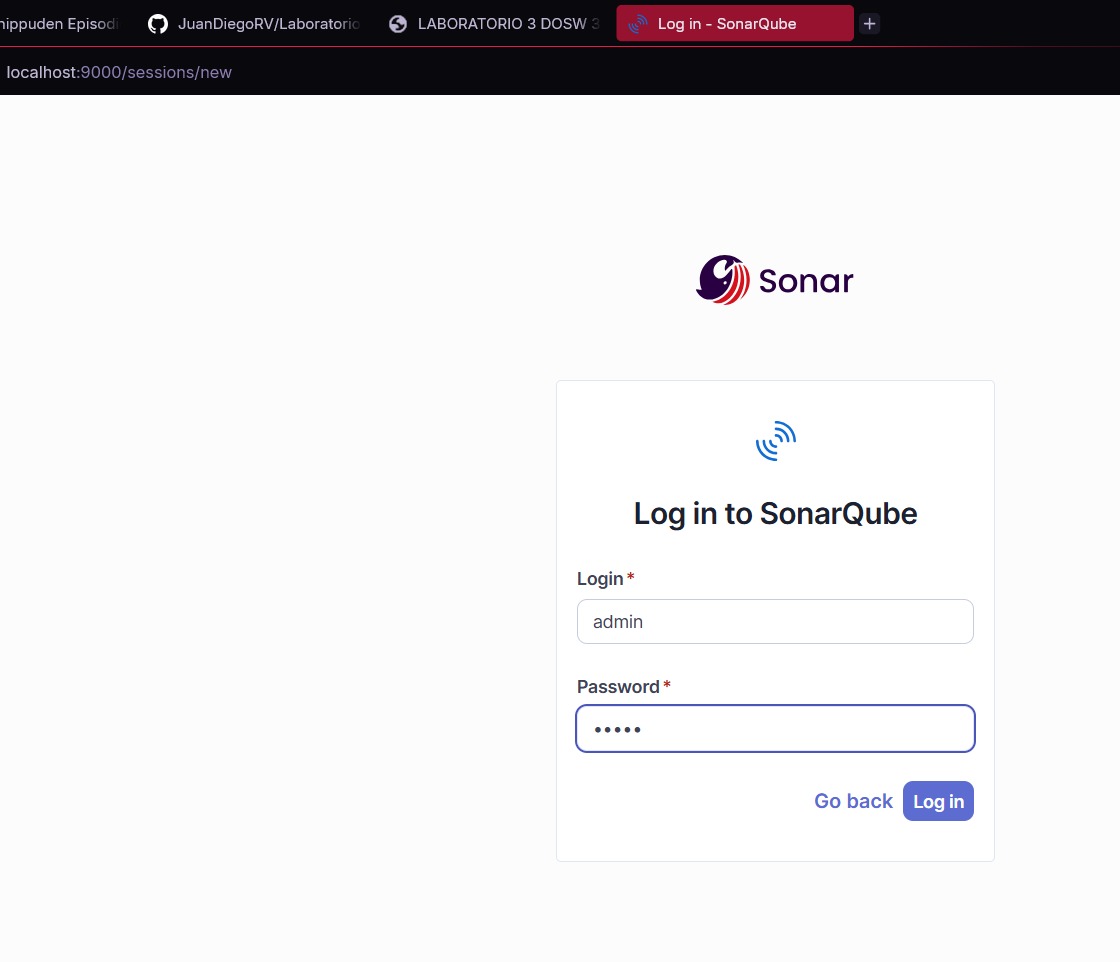 hippuden Episodi JuanDiegoRV/Laboratorio LABORATORIO 3 DOSW 3 Log in - SonarQube +
localhost:9000/sessions/new
Sonar
Log in to SonarQube
Login *
admin
Password *
•••••
Go back Log in